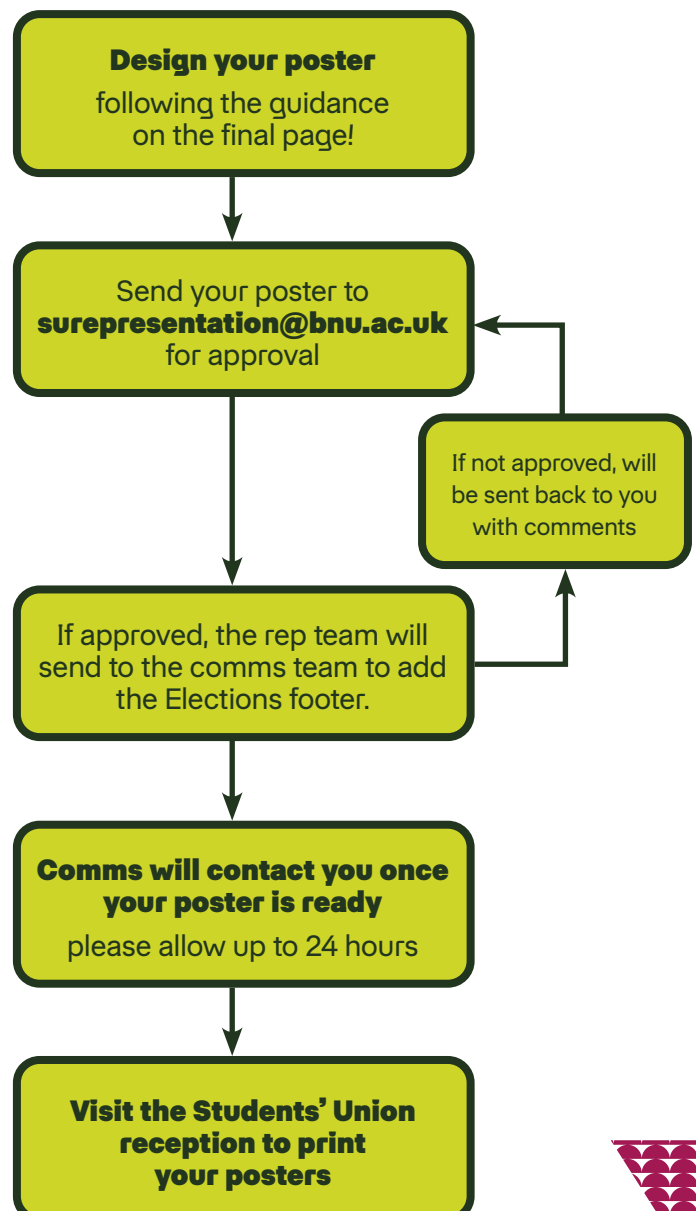 Design your poster
following the guidance
on the final page!
Send your poster to
surepresentation@bnu.ac.uk
for approval
If not approved, will
be sent back to you
with comments
If approved, the rep team will
send to the comms team to add
the Elections footer.
Comms will contact you once
your poster is ready
please allow up to 24 hours
Visit the Students’ Union
reception to print
your posters